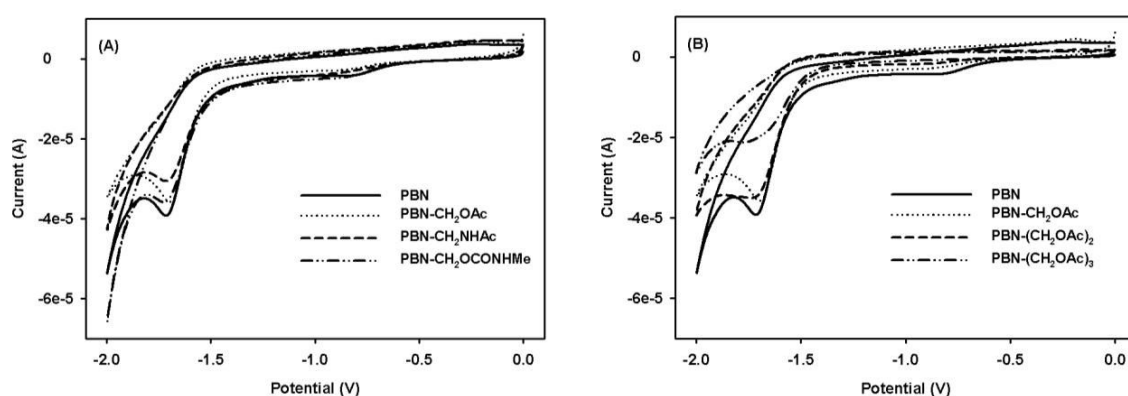 (A)
0
-2e-5
-4e-5
-6e-5
Current (A)
PBN
PBN-CH₂OAc
PBN-CH₂NHAc
PBN-CH₂OCONHMe
-2.0 -1.5 -1.0 -0.5 0.0
Potential (V)
(B)
0
-2e-5
-4e-5
-6e-5
Current (A)
PBN
PBN-CH₂OAc
PBN-(CH₂OAc)₂
PBN-(CH₂OAc)₃
-2.0 -1.5 -1.0 -0.5 0.0
Potential (V)